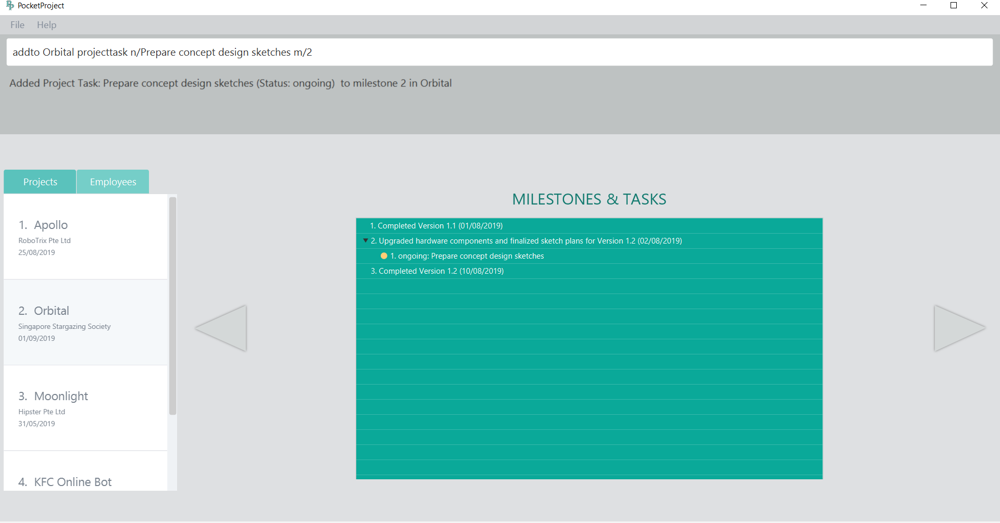 PocketProject
File Help
addto Orbital projecttask n/Prepare concept design sketches m/2
Added Project Task: Prepare concept design sketches (Status: ongoing)  to milestone 2 in Orbital
Projects Employees
1. Apollo
RoboTrix Pte Ltd
25/08/2019
2. Orbital
Singapore Stargazing Society
01/09/2019
3. Moonlight
Hipster Pte Ltd
31/05/2019
4. KFC Online Bot
MILESTONES & TASKS
1. Completed Version 1.1 (01/08/2019)
2. Upgraded hardware components and finalized sketch plans for Version 1.2 (02/08/2019)
1. ongoing: Prepare concept design sketches
3. Completed Version 1.2 (10/08/2019)